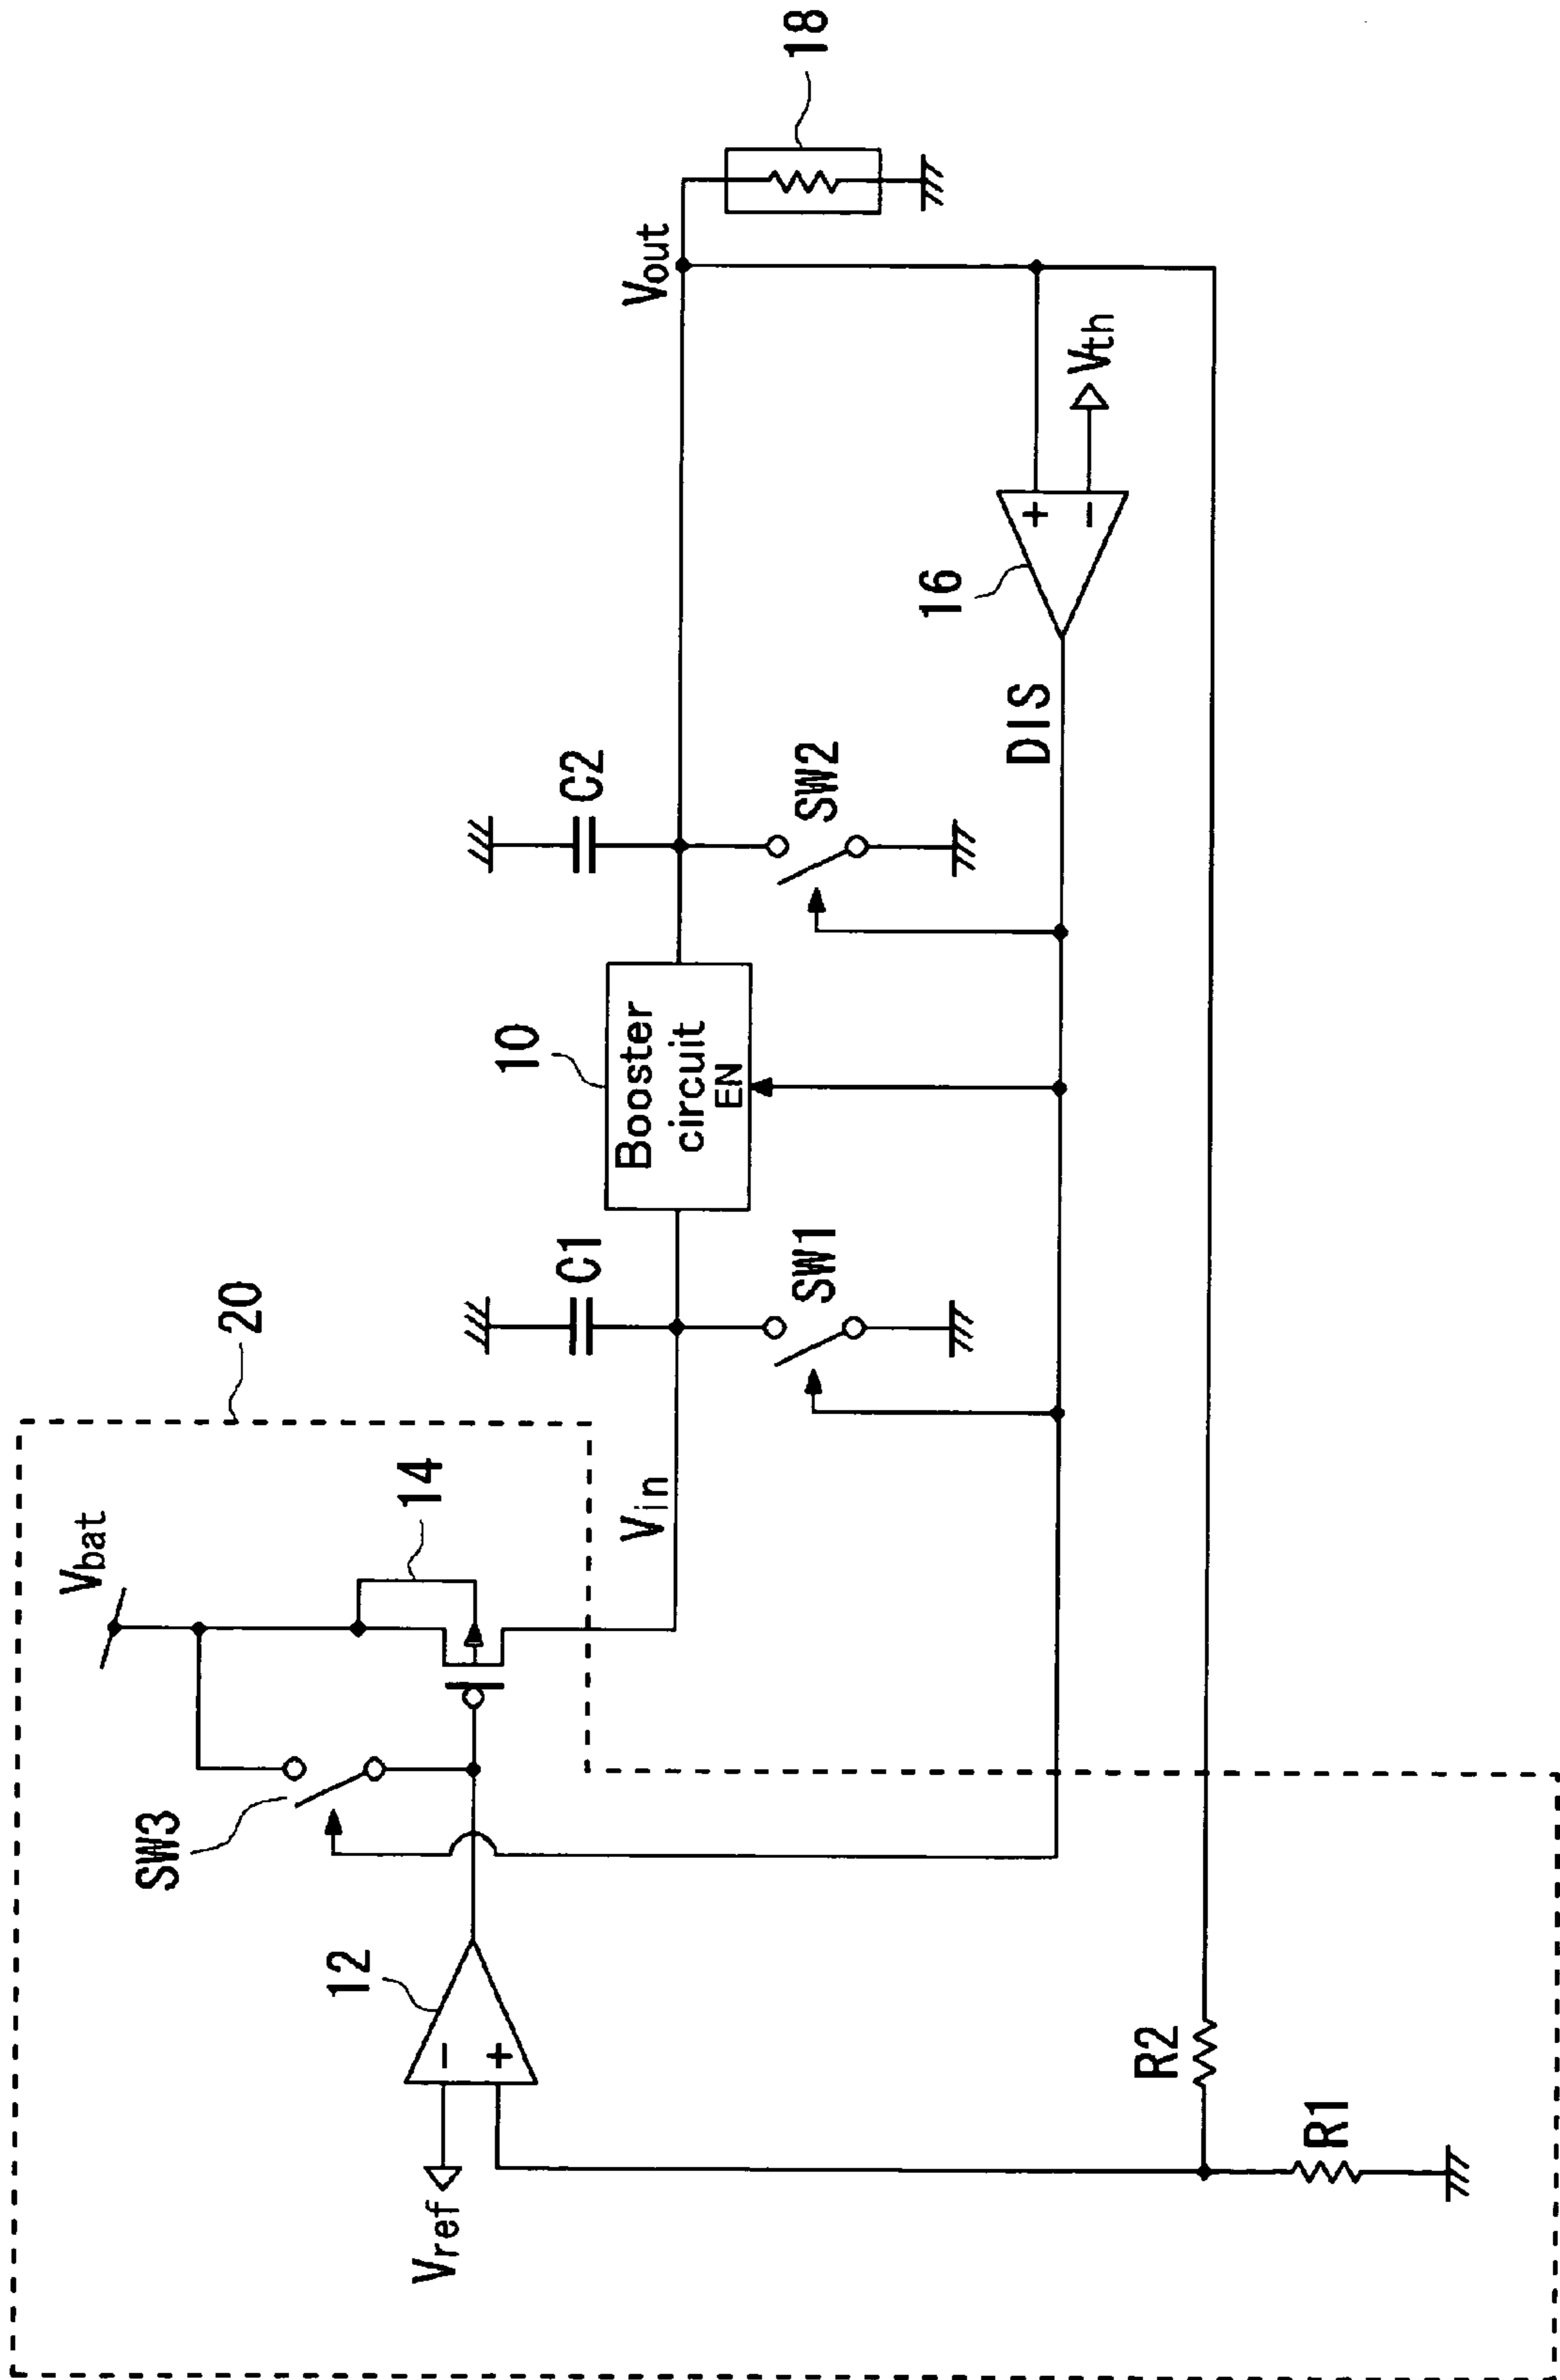 20
Vbat
14
SW3
12
Vref
Vin
C1
SW1
10
Booster
circuit
EN
C2
SW2
Vout
18
16
Vth
DIS
R2
R1